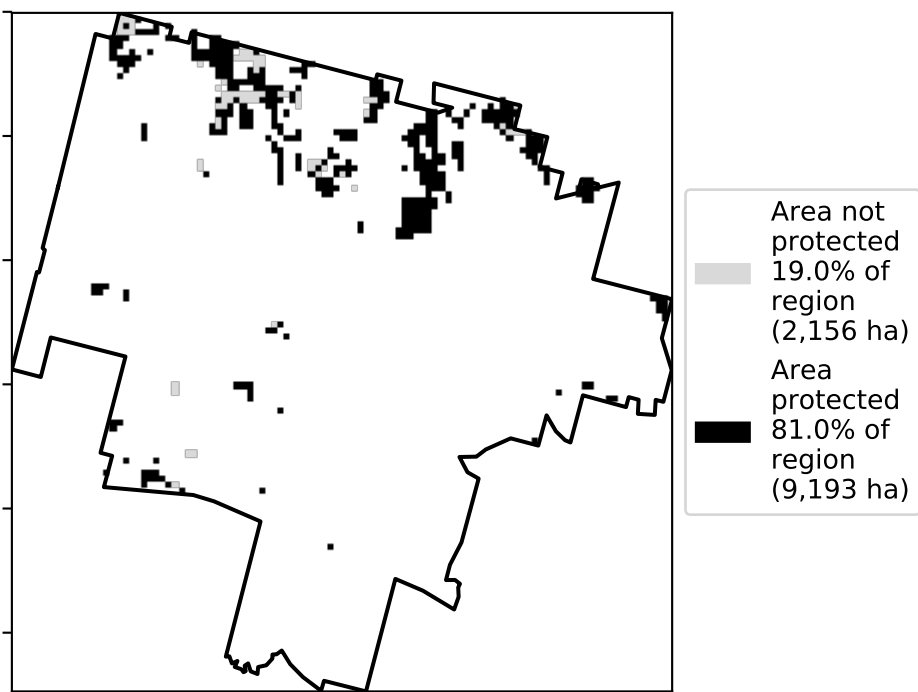 Area not
protected
19.0% of
region
(2,156 ha)
Area
protected
81.0% of
region
(9,193 ha)